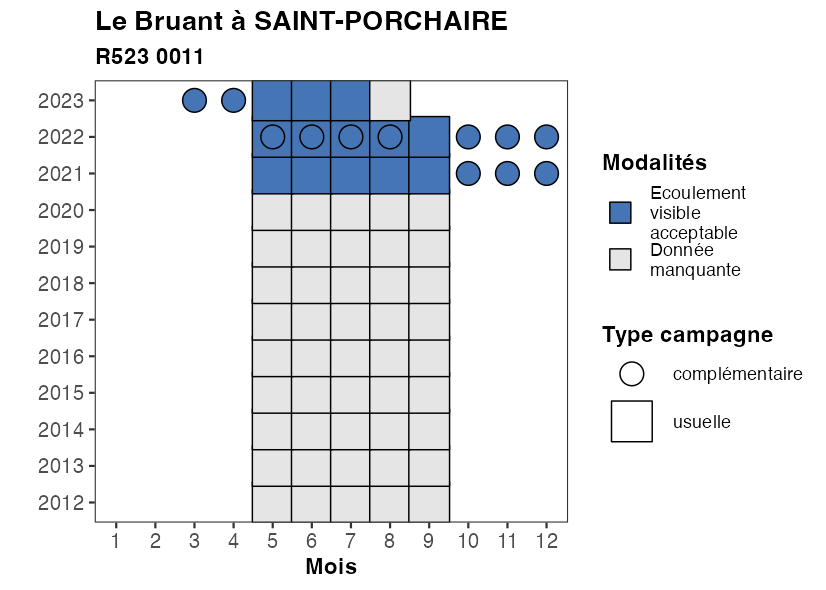 Le Bruant à SAINT-PORCHAIRE
R523 0011
2023
2022
2021
2020
2019
2018
2017
2016
2015
2014
2013
2012
1 2 3 4 5 6 7 8 9 10 11 12
Mois
Modalités
Ecoulement
visible
acceptable
Donnée
manquante
Type campagne
complémentaire
usuelle